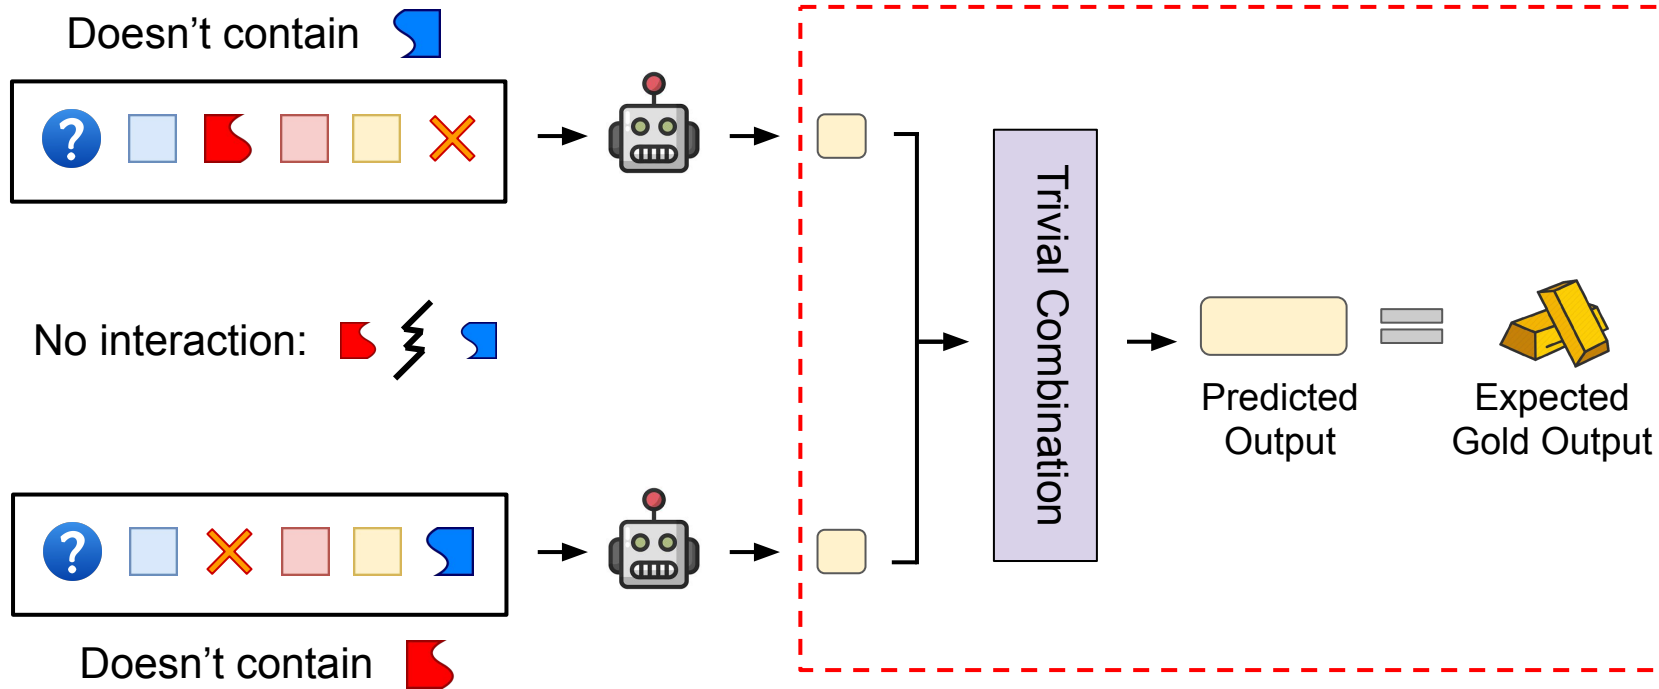 Doesn't contain
?
No interaction:
?
Doesn't contain
Trivial Combination
Predicted
Output
Expected
Gold Output